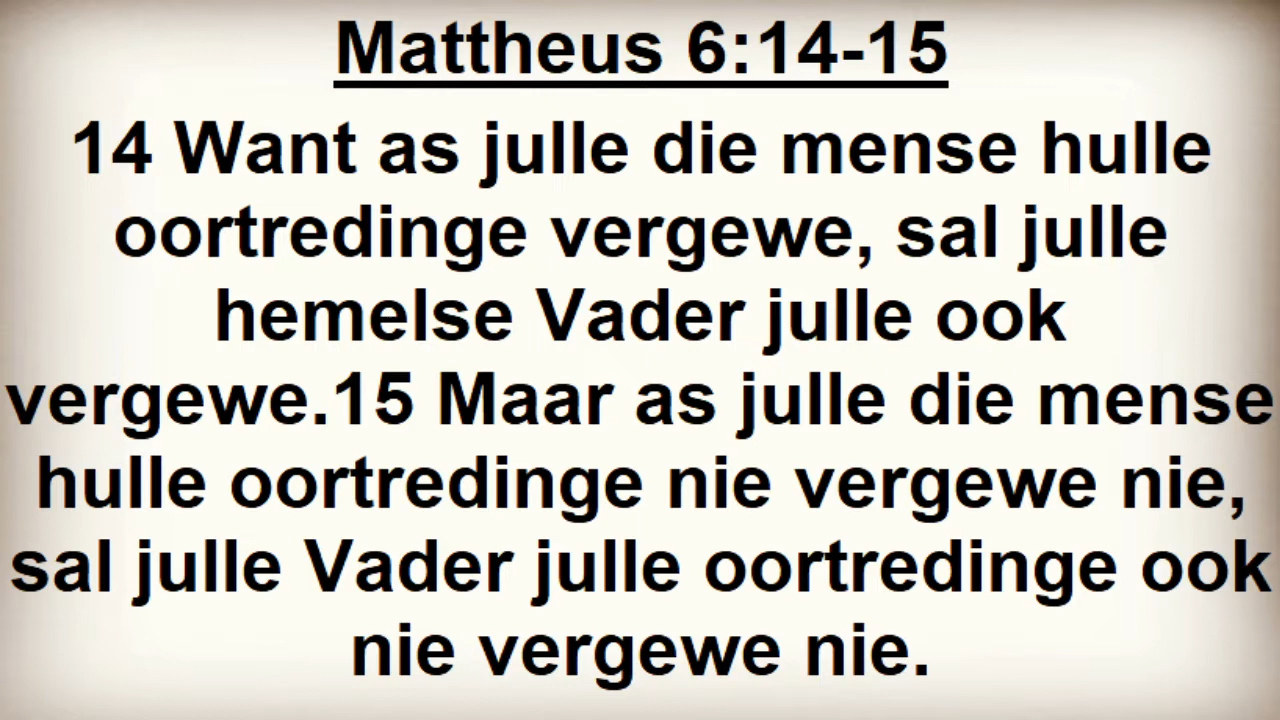 Mattheus 6:14-15
14 Want as julle die mense hulle
oortredinge vergewe, sal julle
hemelse Vader julle ook
vergewe.15 Maar as julle die mense
hulle oortredinge nie vergewe nie,
sal julle Vader julle oortredinge ook
nie vergewe nie.